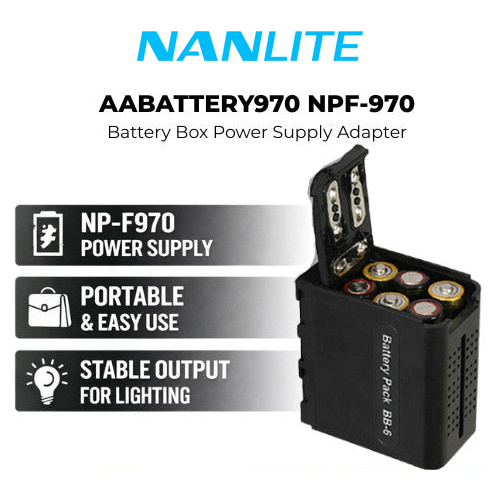 NANLITE
AABATTERY970 NPF-970
Battery Box Power Supply Adapter
NP-F970
POWER SUPPLY
PORTABLE
& EASY USE
STABLE OUTPUT
FOR LIGHTING
Battery Pack BB-6